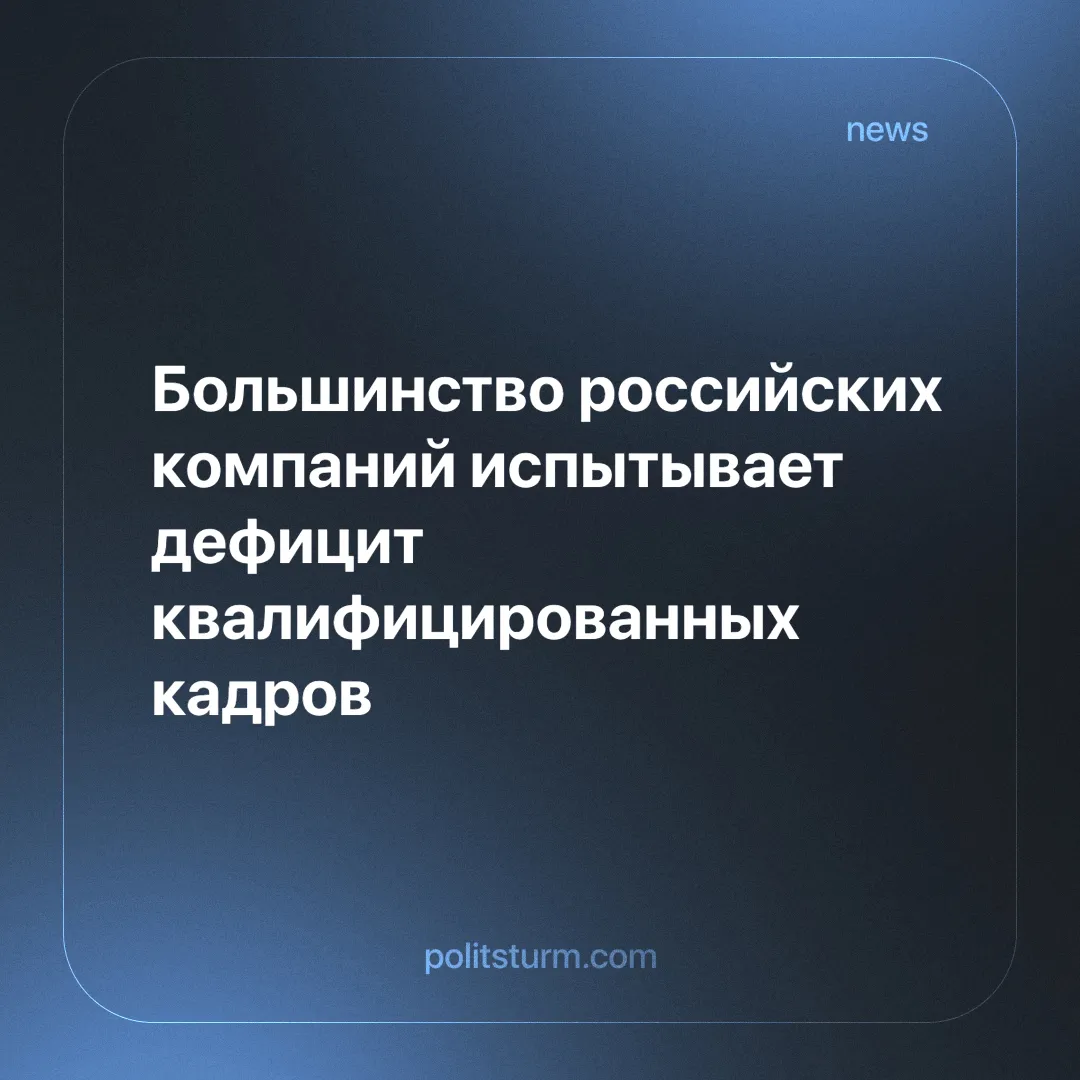 news
Большинство российских
компаний испытывает
дефицит
квалифицированных
кадров
politsturm.com